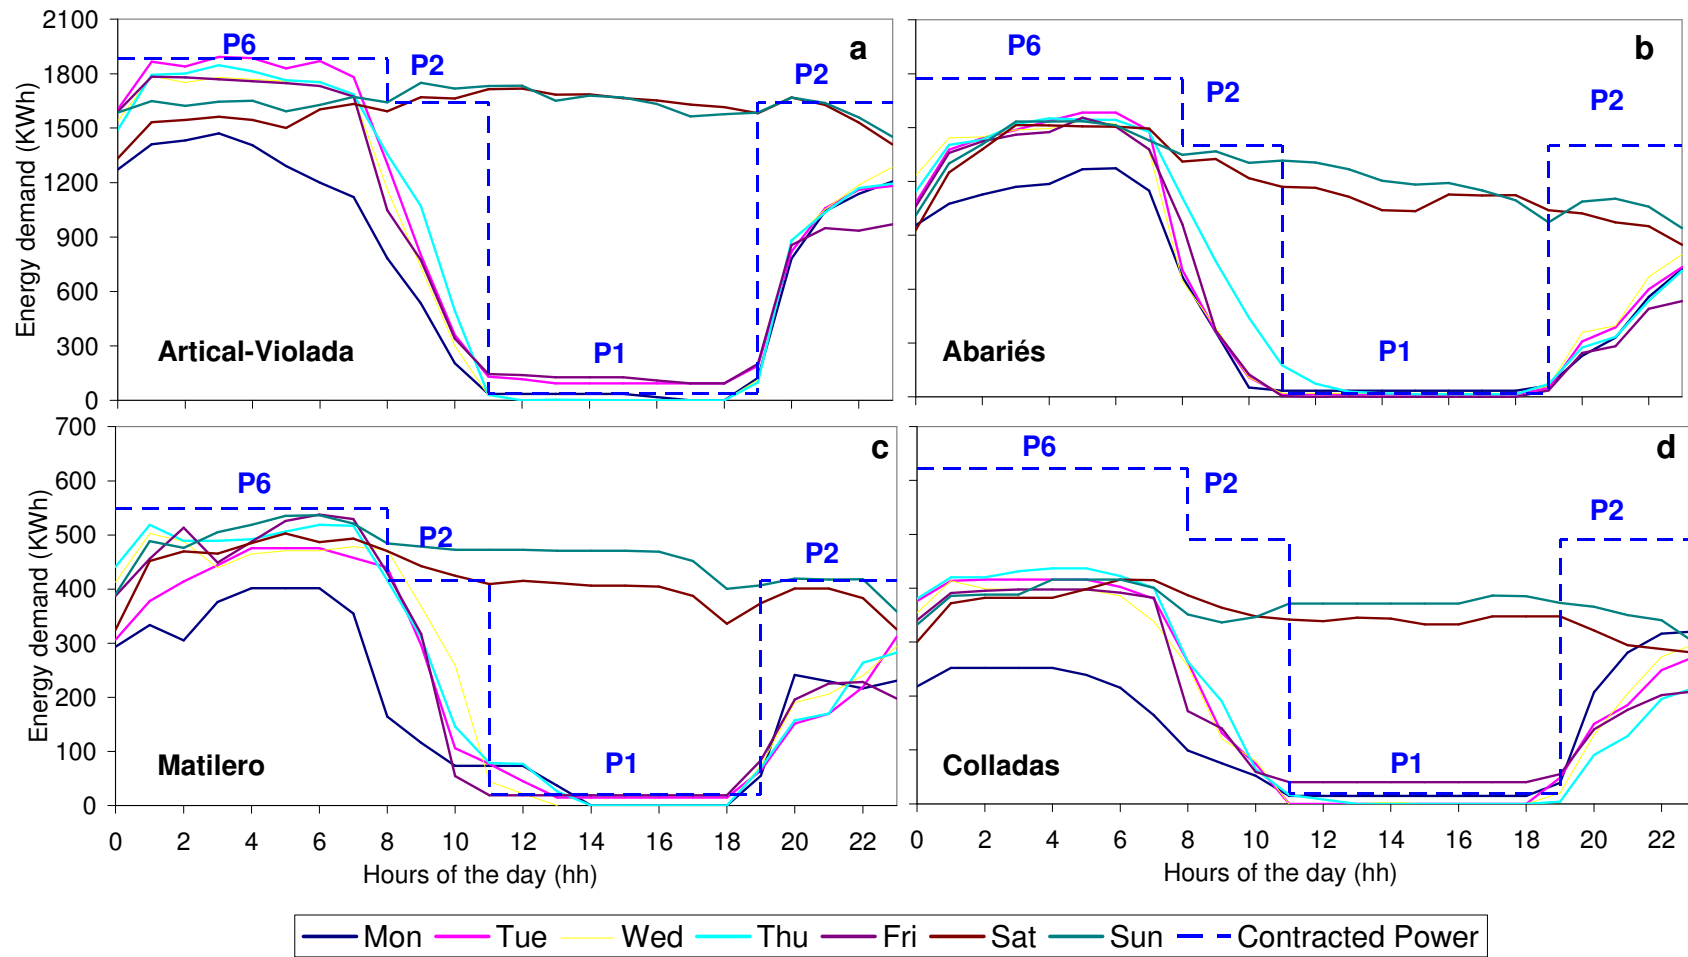 2100
1800
1500
1200
900
600
300
0
Energy demand (KWh)
P6
P2
P2
P1
a
Artical-Violada
P6
P2
P2
P1
b
Abariés
700
600
500
400
300
200
100
0
Energy demand (KWh)
P6
P2
P2
P1
c
Matilero
0 2 4 6 8 10 12 14 16 18 20 22
Hours of the day (hh)
P6
P2
P2
P1
d
Colladas
0 2 4 6 8 10 12 14 16 18 20 22
Hours of the day (hh)
Mon Tue Wed Thu Fri Sat Sun Contracted Power